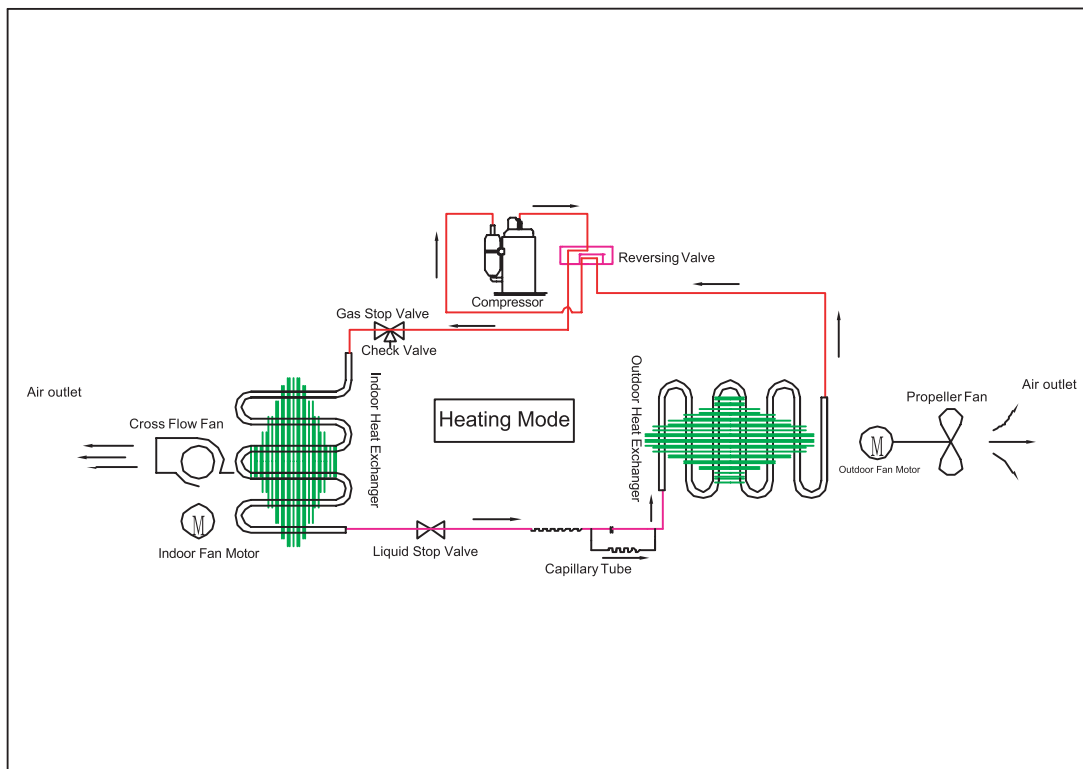 Reversing Valve
Compressor
Gas Stop Valve
Check Valve
Air outlet
Cross Flow Fan
Indoor Heat Exchanger
Heating Mode
Outdoor Heat Exchanger
Air outlet
Propeller Fan
M
Outdoor Fan Motor
M
Indoor Fan Motor
Liquid Stop Valve
Capillary Tube